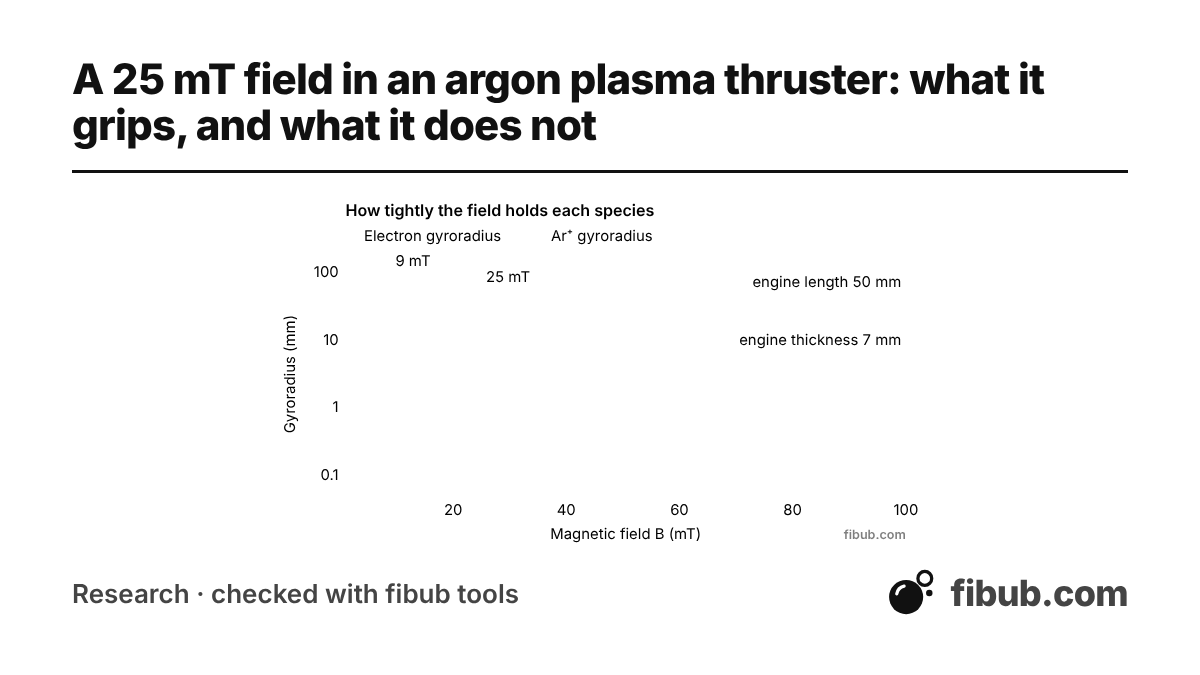 A 25 mT field in an argon plasma thruster: what it
grips, and what it does not
How tightly the field holds each species
Electron gyroradius
Ar⁺ gyroradius
9 mT
25 mT
100
10
1
0.1
Gyroradius (mm)
engine length 50 mm
engine thickness 7 mm
20
40
60
80
100
Magnetic field B (mT)
fibub.com
Research · checked with fibub tools
fibub.com